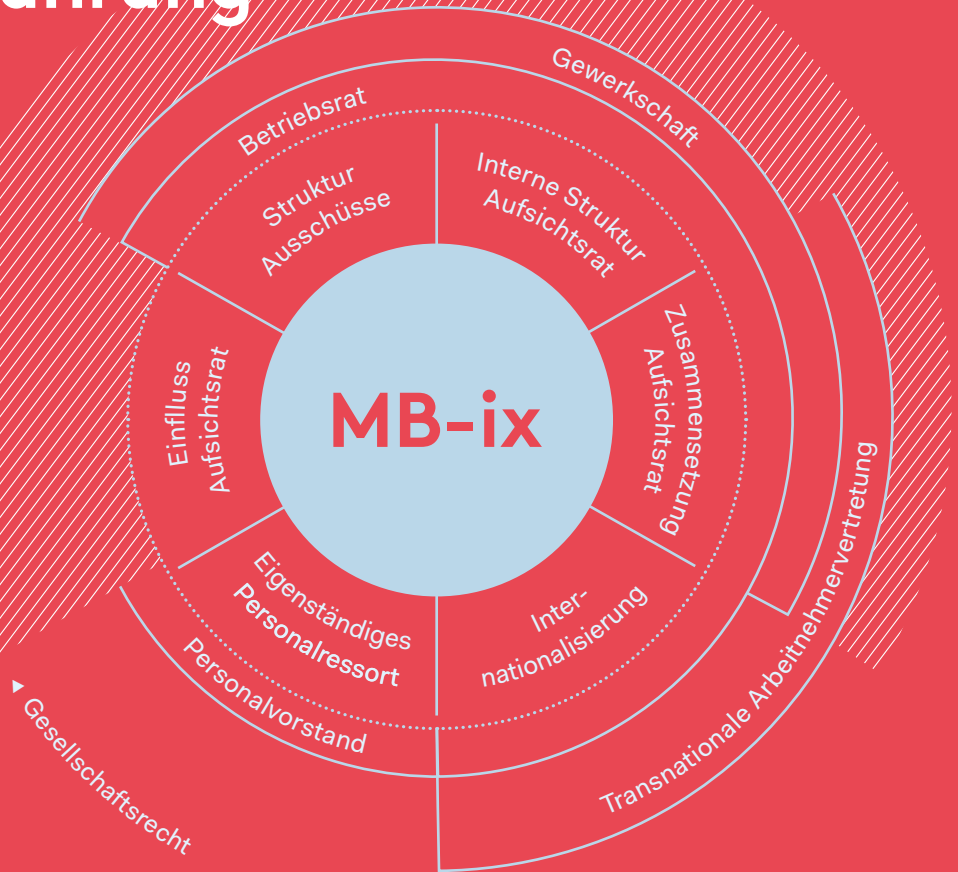 Gewerkschaft
Betriebsrat
Struktur
Ausschüsse
Interne Struktur
Aufsichtsrat
Zusammensetzung
Aufsichtsrat
Einflluss
Aufsichtsrat
MB-ix
Eigenständiges
Personalressort
Inter-
nationalisierung
Personalvorstand
Transnationale Arbeitnehmervertretung
Gesellschaftsrecht